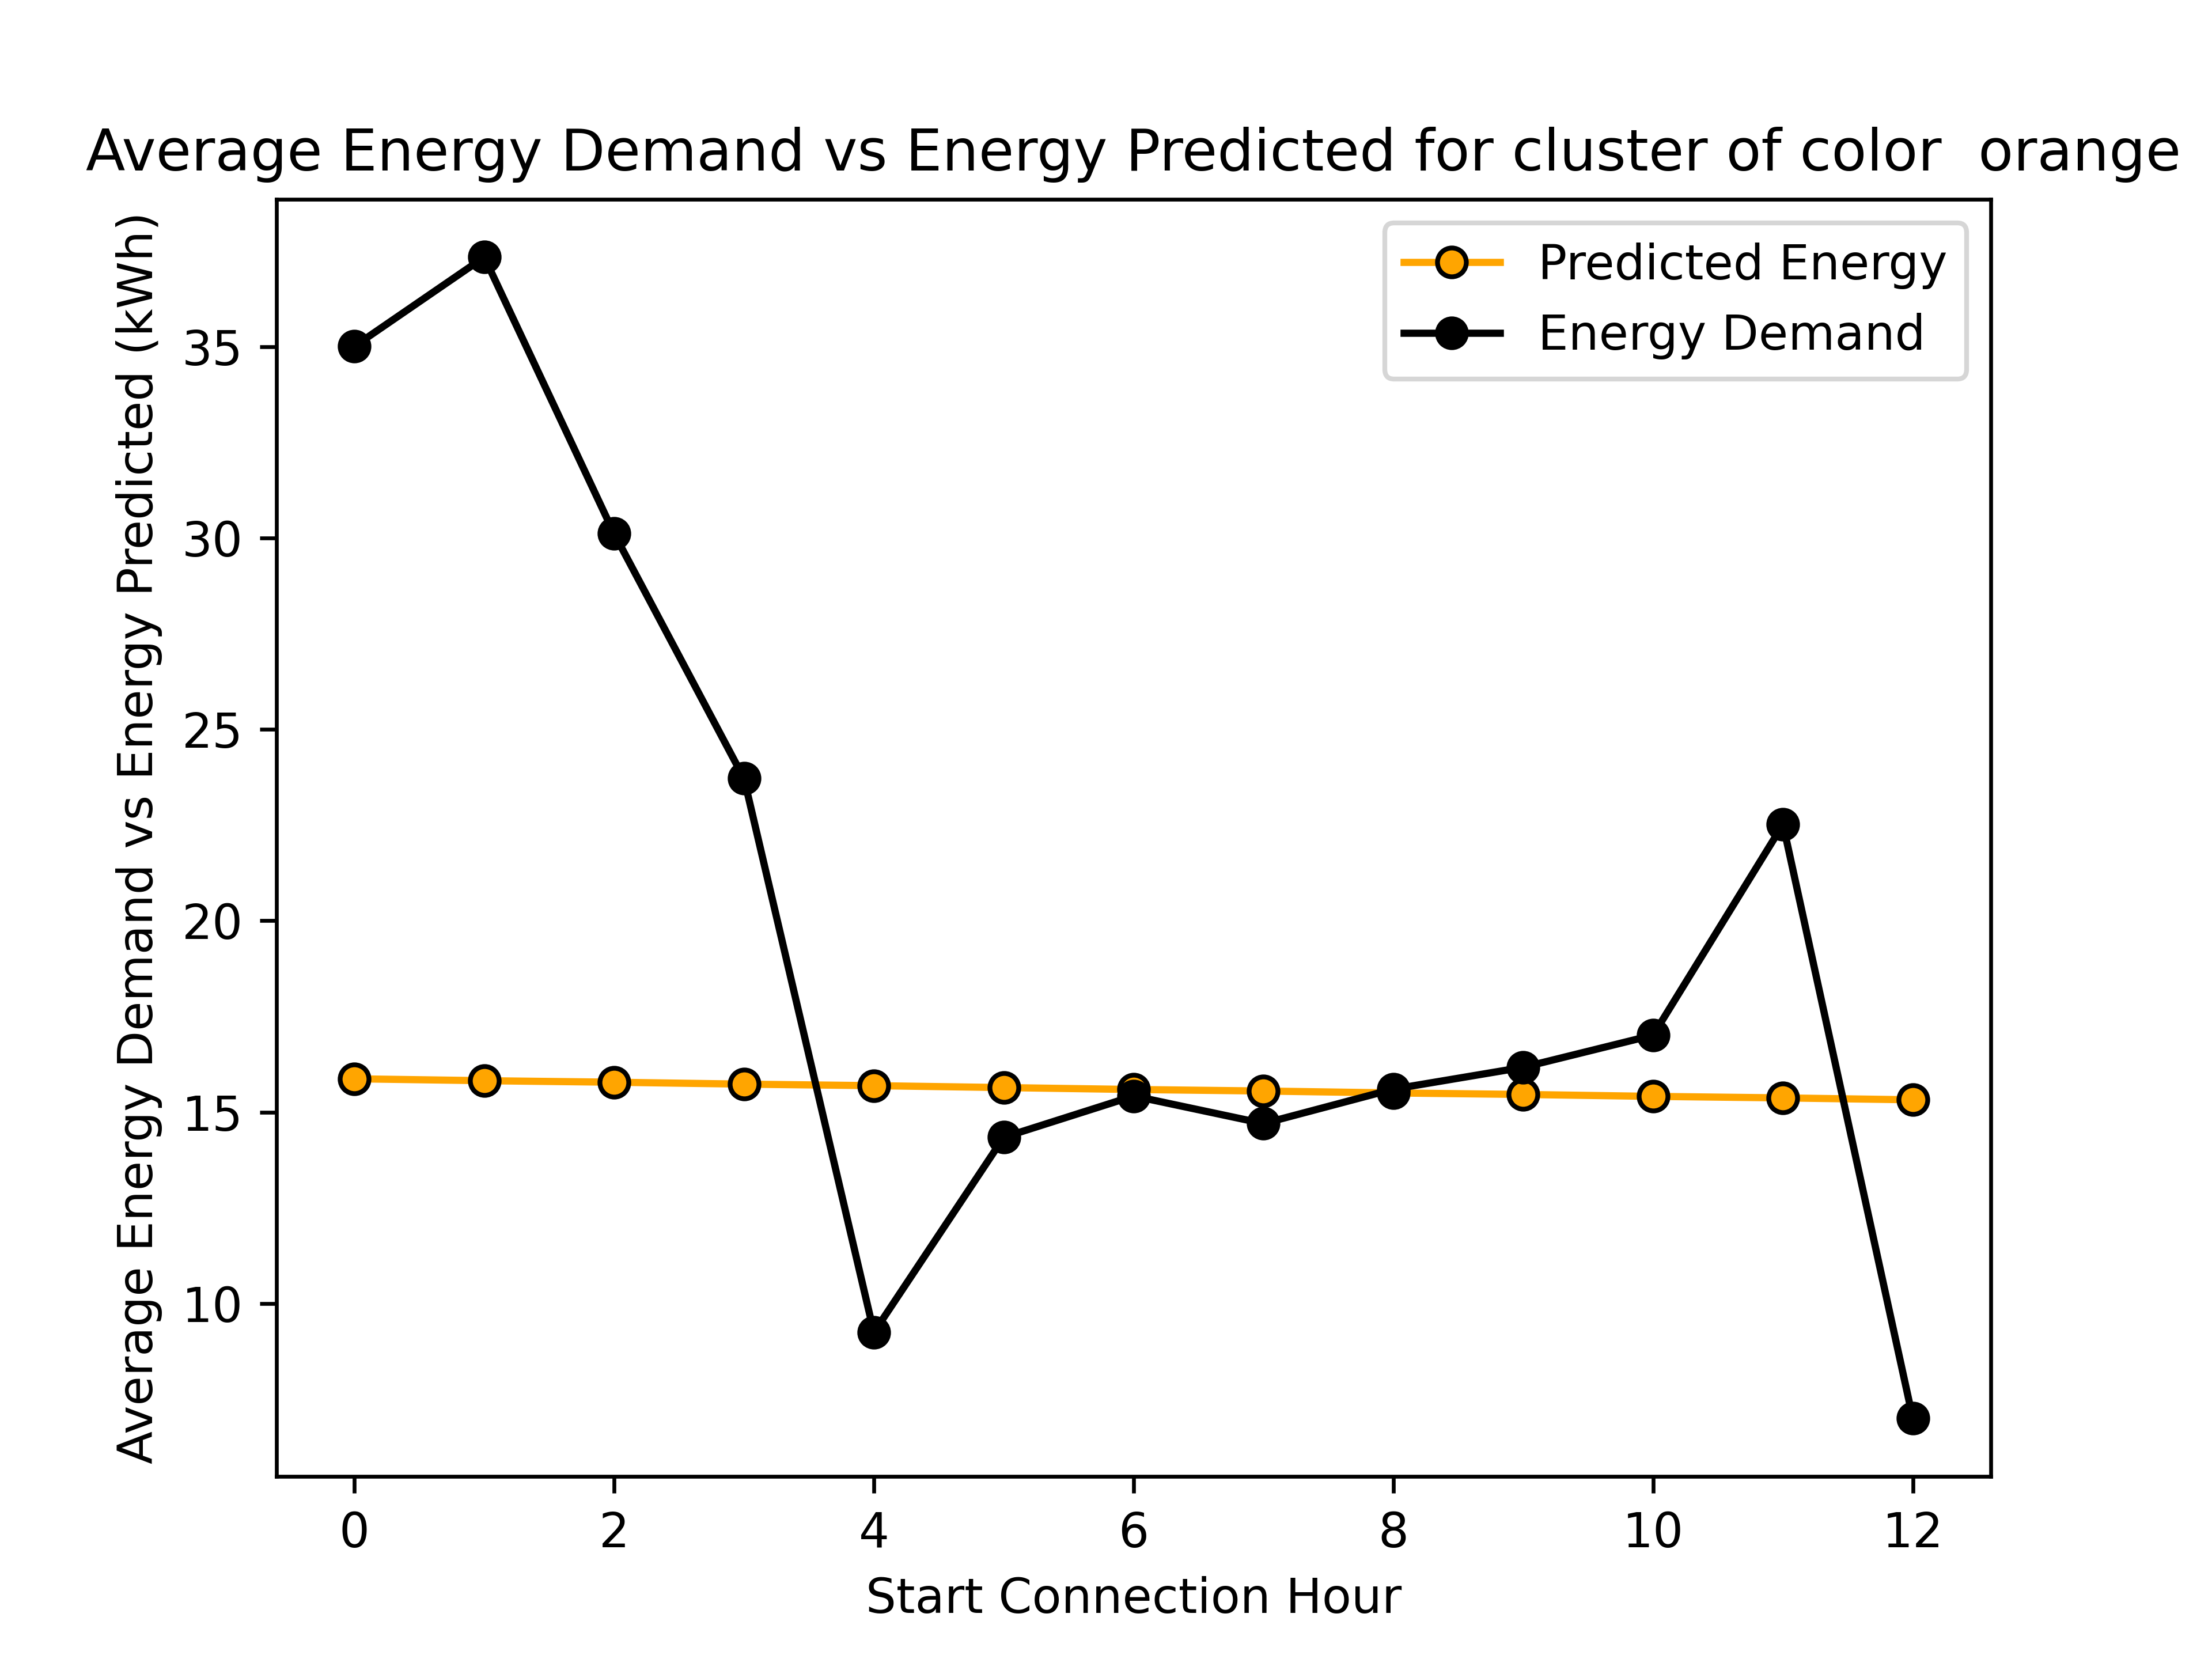 Average Energy Demand vs Energy Predicted for cluster of color  orange
Average Energy Demand vs Energy Predicted (kWh)
35
30
25
20
15
10
Predicted Energy
Energy Demand
0 2 4 6 8 10 12
Start Connection Hour